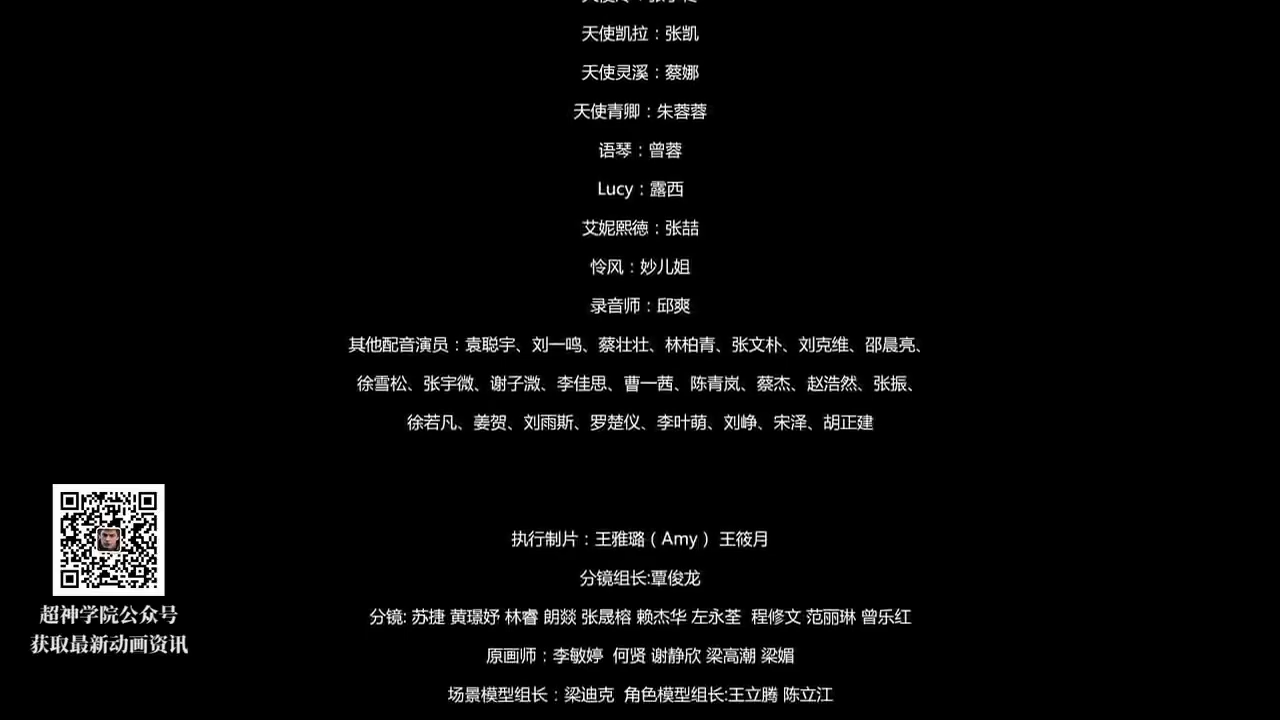 天使凯拉：张凯
天使灵溪：蔡娜
天使青卿：朱蓉蓉
语琴：曾蓉
Lucy：露西
艾妮熙德：张喆
怜风：妙儿姐
录音师：邱爽
其他配音演员：袁聪宇、刘一鸣、蔡壮壮、林柏青、张文朴、刘克维、邵晨亮、
徐雪松、张宇微、谢子溦、李佳思、曹一茜、陈青岚、蔡杰、赵浩然、张振、
徐若凡、姜贺、刘雨斯、罗楚仪、李叶萌、刘峥、宋泽、胡正建
执行制片：王雅璐（Amy） 王筱月
分镜组长:覃俊龙
分镜: 苏捷 黄璟妤 林睿 朗燚 张晟榕 赖杰华 左永荃 程修文 范丽琳 曾乐红
原画师：李敏婷 何贤 谢静欣 梁高潮 梁媚
场景模型组长：梁迪克 角色模型组长:王立腾 陈立江
超神学院公众号
获取最新动画资讯